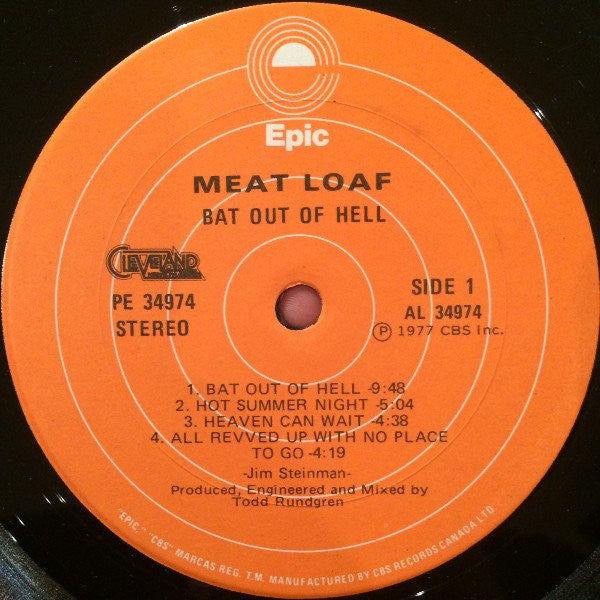 Epic
MEAT LOAF
BAT OUT OF HELL
CLEVELAND
PE 34974
STEREO
SIDE 1
AL 34974
Ⓟ 1977 CBS Inc.
1. BAT OUT OF HELL -9:48
2. HOT SUMMER NIGHT -5:04
3. HEAVEN CAN WAIT -4:38
4. ALL REVVED UP WITH NO PLACE
TO GO -4:19
-Jim Steinman-
Produced, Engineered and Mixed by
Todd Rundgren
"EPIC," "CBS" MARCAS REG. T.M. MANUFACTURED BY CBS RECORDS CANADA LTD.